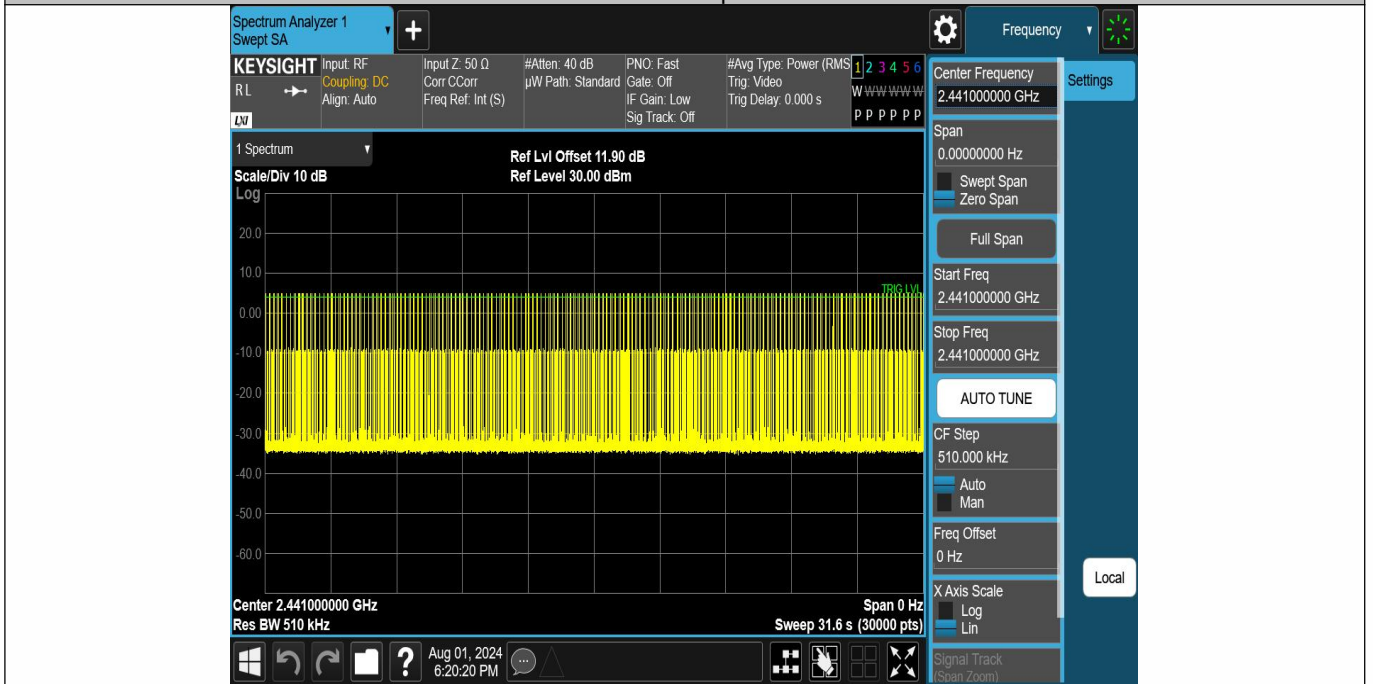 Spectrum Analyzer 1
Swept SA
+
Frequency
KEYSIGHT
RL
LXI
Input: RF
Coupling: DC
Align: Auto
Input Z: 50 Ω
Corr CCorr
Freq Ref: Int (S)
#Atten: 40 dB
µW Path: Standard
PNO: Fast
Gate: Off
IF Gain: Low
Sig Track: Off
#Avg Type: Power (RMS
Trig: Video
Trig Delay: 0.000 s
1 2 3 4 5 6
W W W W W W
P P P P P P
1 Spectrum
Scale/Div 10 dB
Ref Lvl Offset 11.90 dB
Ref Level 30.00 dBm
Log
20.0
10.0
TRIG LVL
0.00
-10.0
-20.0
-30.0
-40.0
-50.0
-60.0
Center 2.441000000 GHz
Res BW 510 kHz
Span 0 Hz
Sweep 31.6 s (30000 pts)
Center Frequency
2.441000000 GHz
Settings
Span
0.00000000 Hz
Swept Span
Zero Span
Full Span
Start Freq
2.441000000 GHz
Stop Freq
2.441000000 GHz
AUTO TUNE
CF Step
510.000 kHz
Auto
Man
Freq Offset
0 Hz
X Axis Scale
Log
Lin
Signal Track
(Span Zoom)
Local
?
Aug 01, 2024
6:20:20 PM